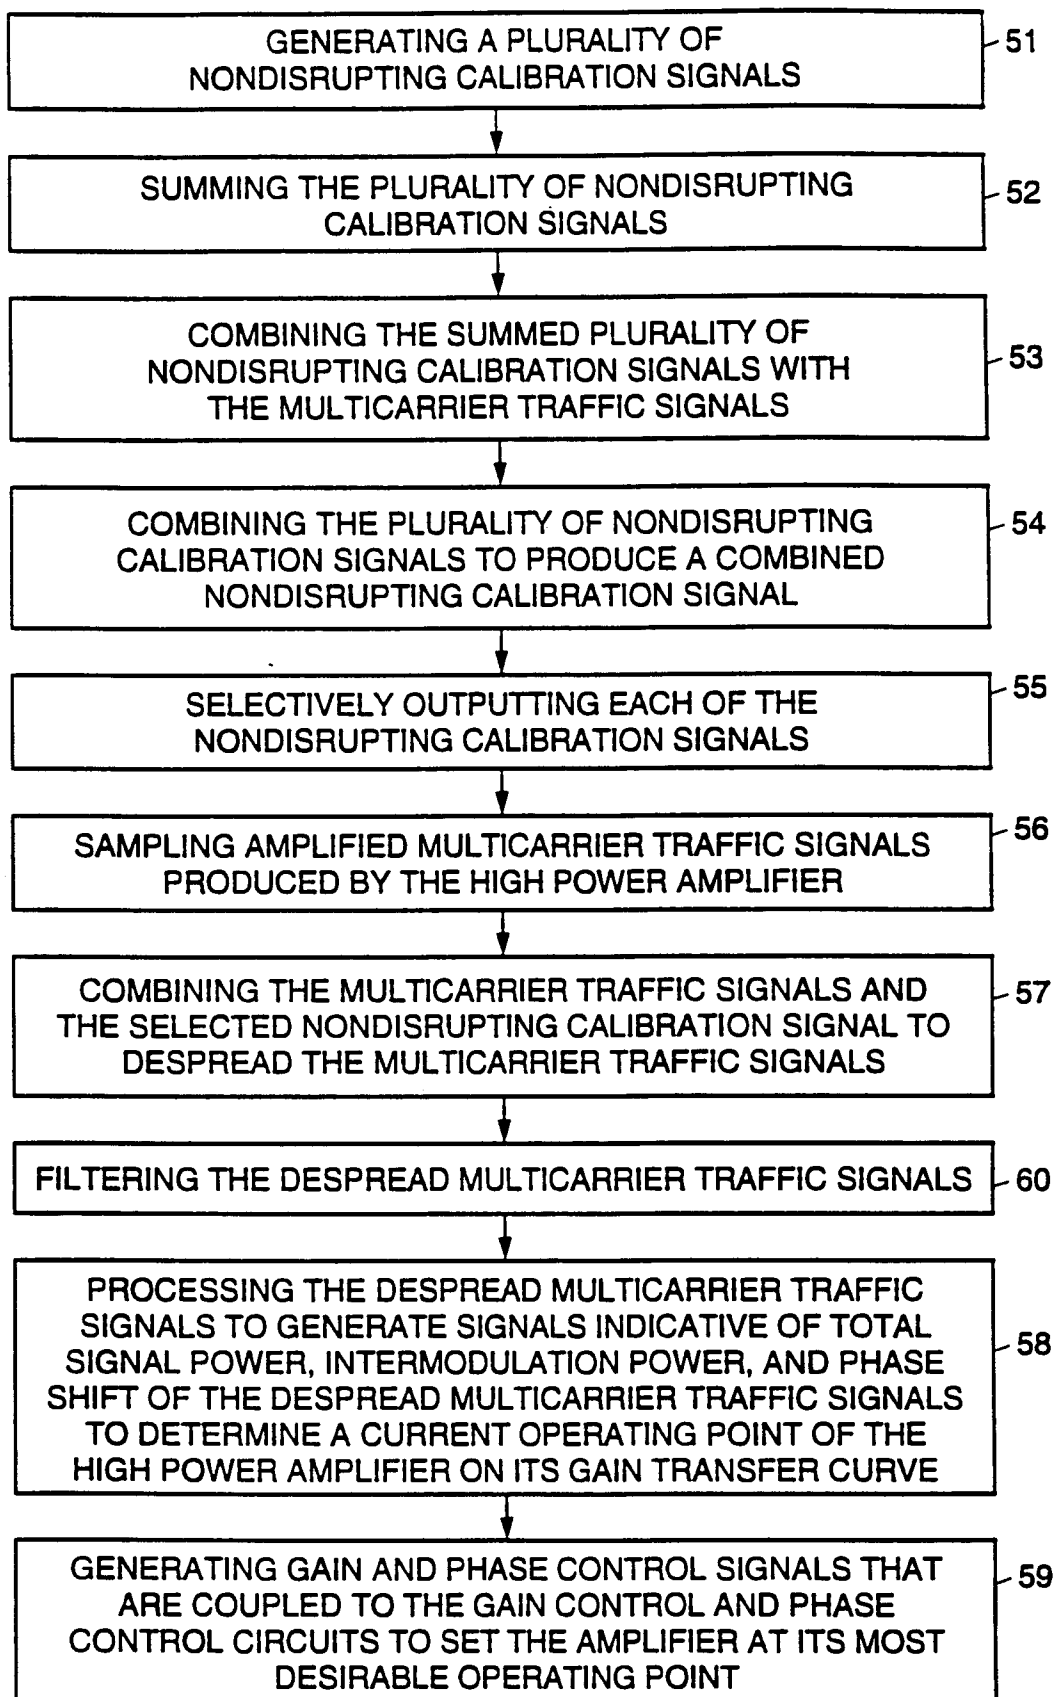 GENERATING A PLURALITY OF
NONDISRUPTING CALIBRATION SIGNALS
51
SUMMING THE PLURALITY OF NONDISRUPTING
CALIBRATION SIGNALS
52
COMBINING THE SUMMED PLURALITY OF
NONDISRUPTING CALIBRATION SIGNALS WITH
THE MULTICARRIER TRAFFIC SIGNALS
53
COMBINING THE PLURALITY OF NONDISRUPTING
CALIBRATION SIGNALS TO PRODUCE A COMBINED
NONDISRUPTING CALIBRATION SIGNAL
54
SELECTIVELY OUTPUTTING EACH OF THE
NONDISRUPTING CALIBRATION SIGNALS
55
SAMPLING AMPLIFIED MULTICARRIER TRAFFIC SIGNALS
PRODUCED BY THE HIGH POWER AMPLIFIER
56
COMBINING THE MULTICARRIER TRAFFIC SIGNALS AND
THE SELECTED NONDISRUPTING CALIBRATION SIGNAL TO
DESPREAD THE MULTICARRIER TRAFFIC SIGNALS
57
FILTERING THE DESPREAD MULTICARRIER TRAFFIC SIGNALS
60
PROCESSING THE DESPREAD MULTICARRIER TRAFFIC
SIGNALS TO GENERATE SIGNALS INDICATIVE OF TOTAL
SIGNAL POWER, INTERMODULATION POWER, AND PHASE
SHIFT OF THE DESPREAD MULTICARRIER TRAFFIC SIGNALS
TO DETERMINE A CURRENT OPERATING POINT OF THE
HIGH POWER AMPLIFIER ON ITS GAIN TRANSFER CURVE
58
GENERATING GAIN AND PHASE CONTROL SIGNALS THAT
ARE COUPLED TO THE GAIN CONTROL AND PHASE
CONTROL CIRCUITS TO SET THE AMPLIFIER AT ITS MOST
DESIRABLE OPERATING POINT
59